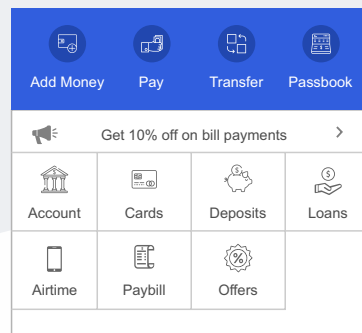 Add Money Pay Transfer Passbook
Get 10% off on bill payments
Account Cards Deposits Loans
Airtime Paybill Offers